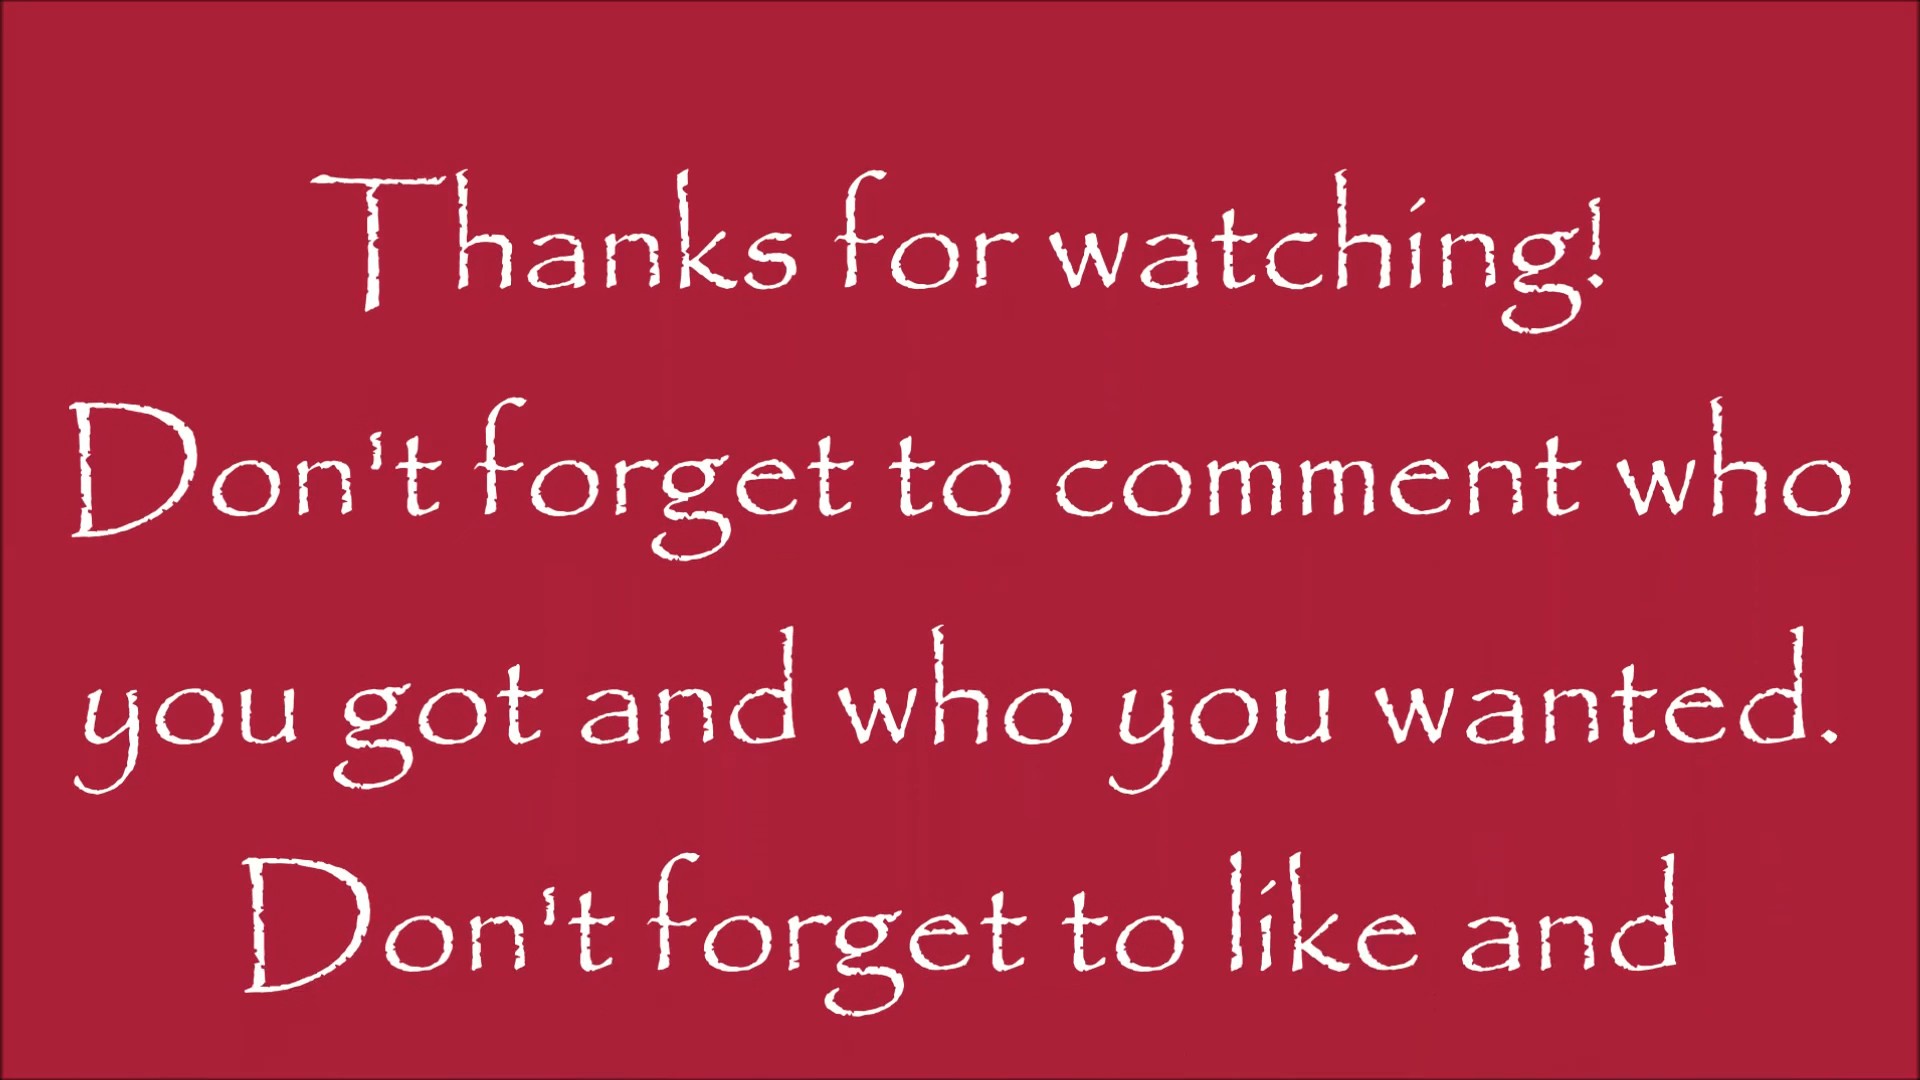 Thanks for watching!
Don't forget to comment who
you got and who you wanted.
Don't forget to like and